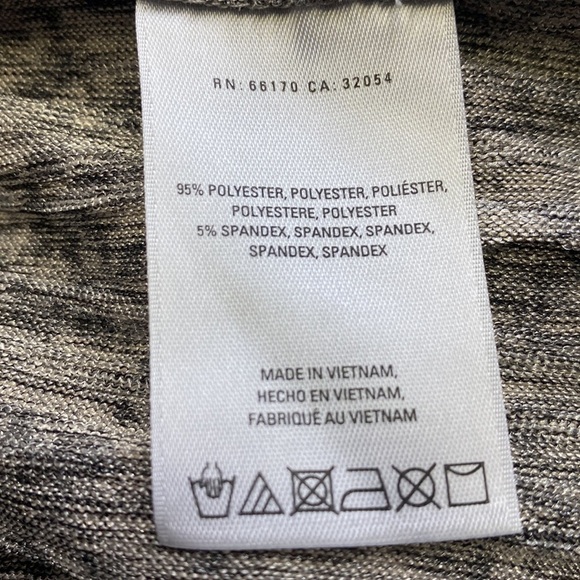 RN: 66170 CA: 32054
95% POLYESTER, POLYESTER, POLIÉSTER,
POLYESTERE, POLYESTER
5% SPANDEX, SPANDEX, SPANDEX,
SPANDEX, SPANDEX
MADE IN VIETNAM,
HECHO EN VIETNAM,
FABRIQUÉ AU VIETNAM